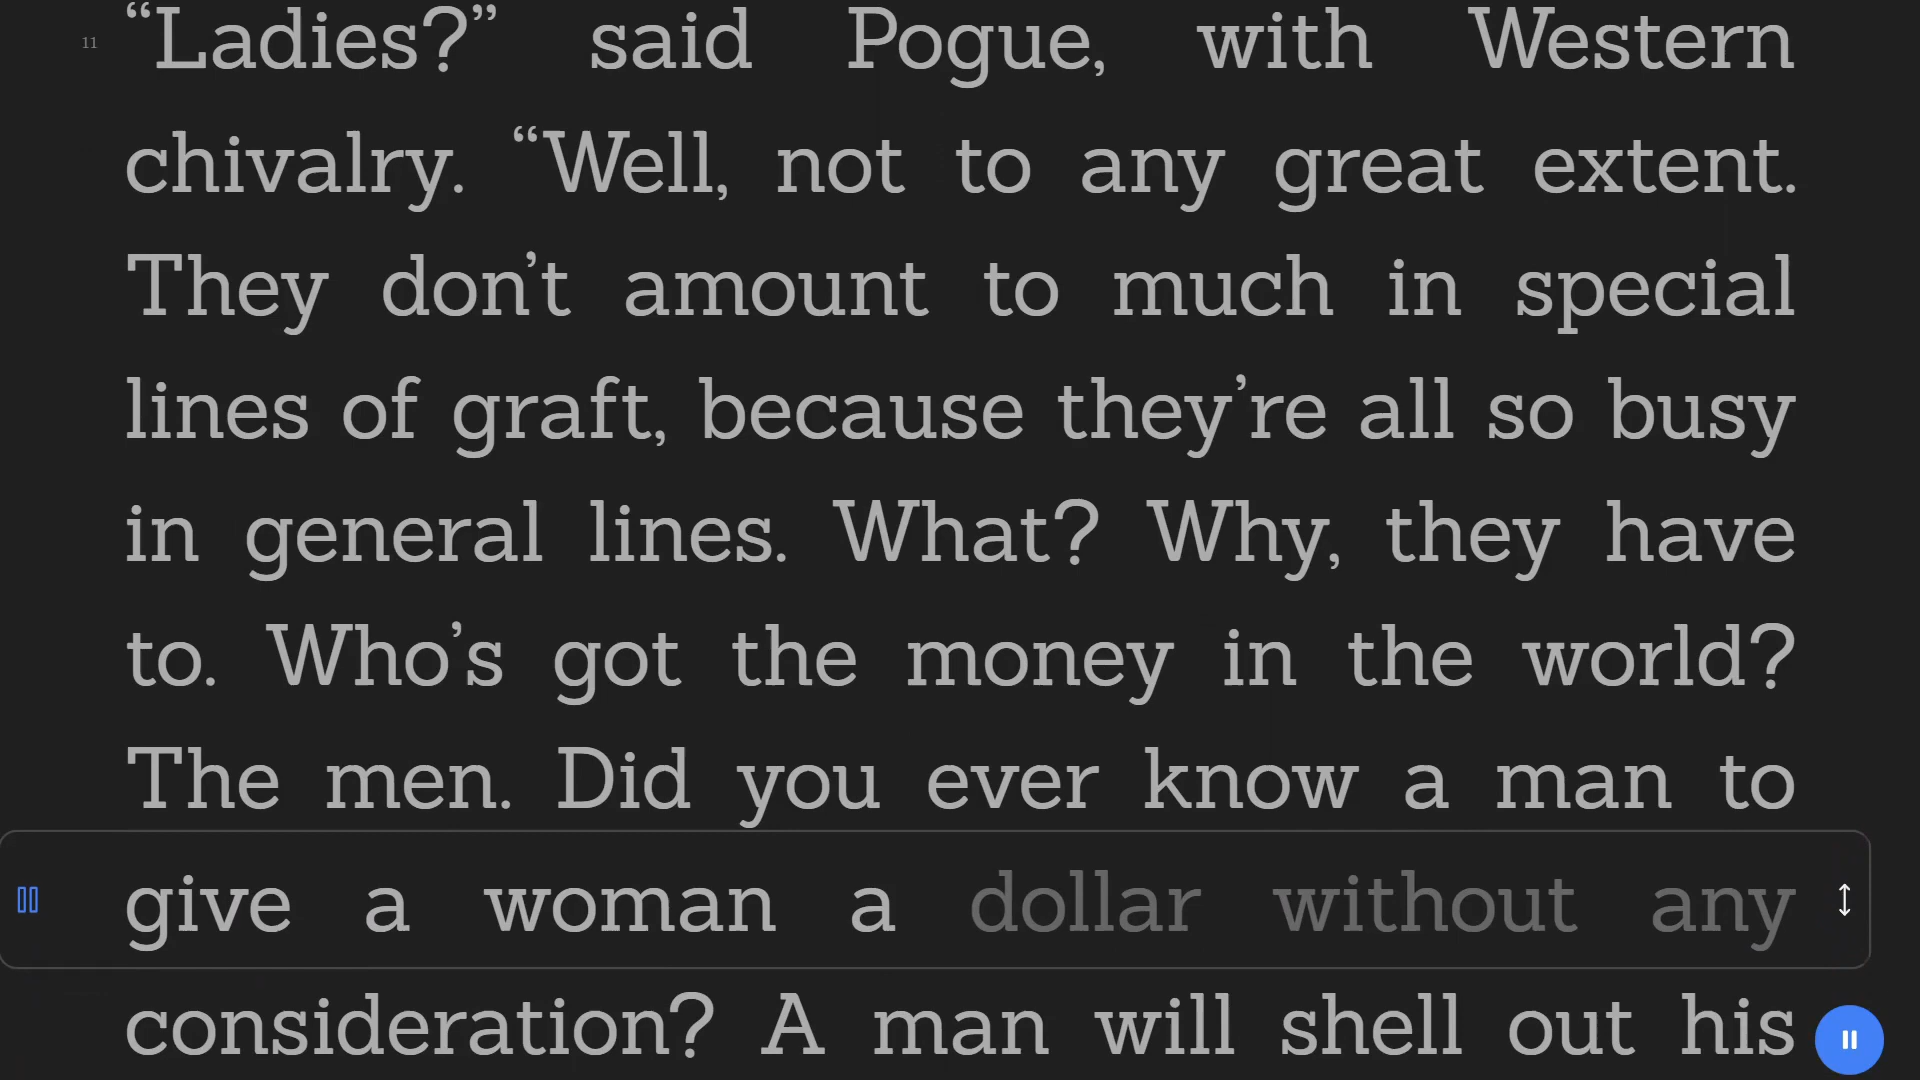 11
“Ladies?” said Pogue, with Western
chivalry. “Well, not to any great extent.
They don’t amount to much in special
lines of graft, because they’re all so busy
in general lines. What? Why, they have
to. Who’s got the money in the world?
The men. Did you ever know a man to
give a woman a dollar without any
consideration? A man will shell out his